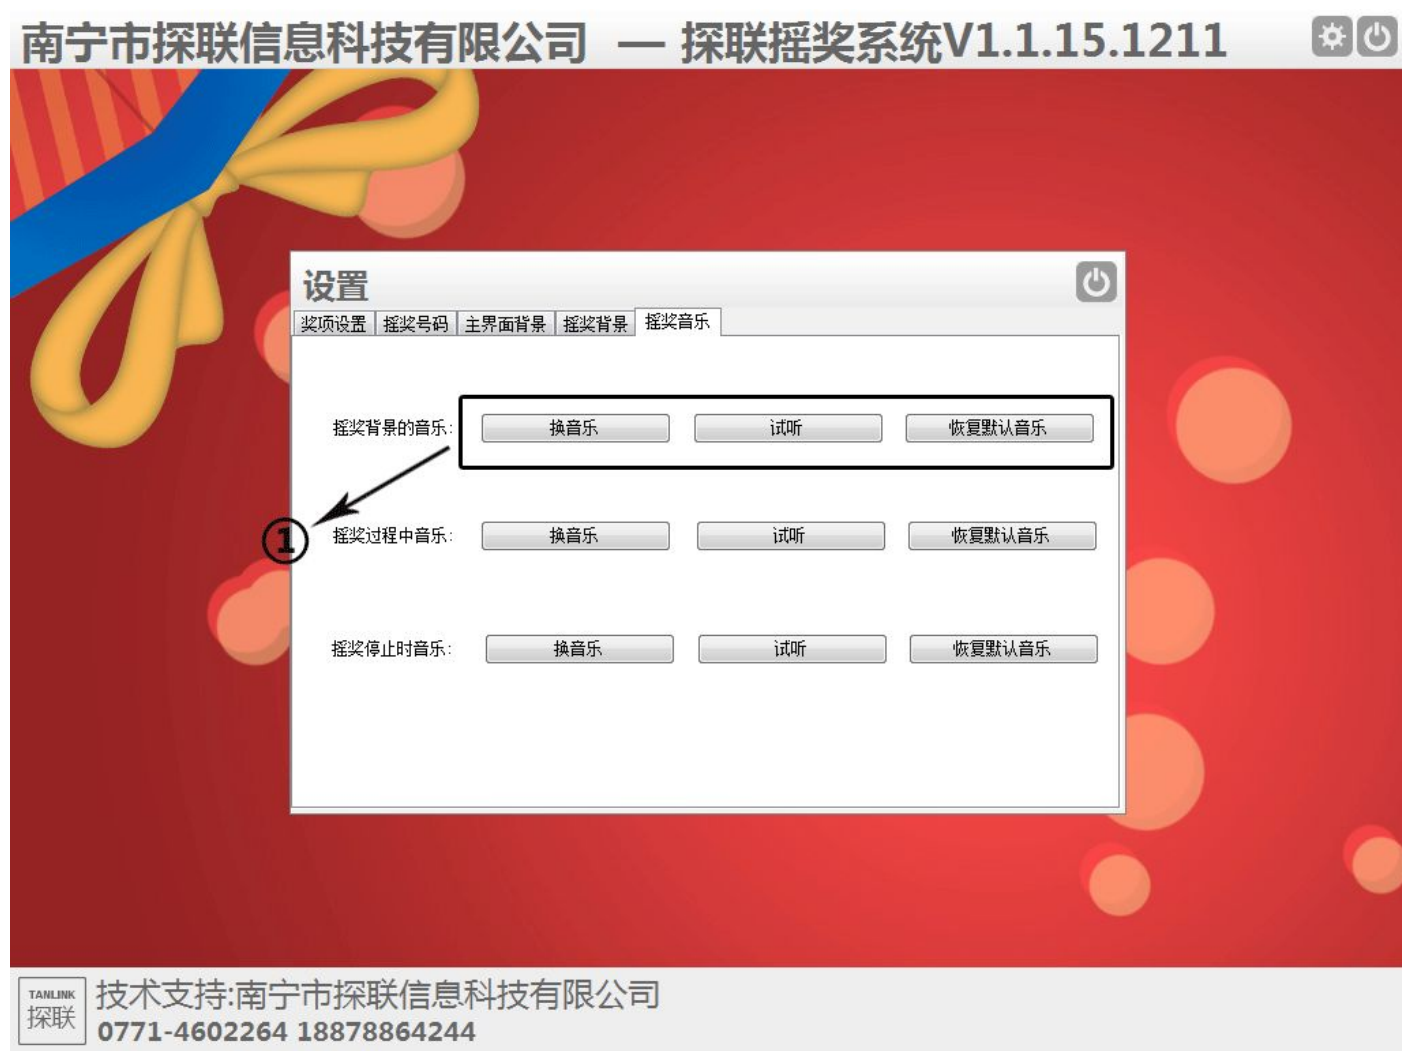 南宁市探联信息科技有限公司 — 探联摇奖系统V1.1.15.1211
设置
奖项设置 摇奖号码 主界面背景 摇奖背景 摇奖音乐
摇奖背景的音乐: 换音乐 试听 恢复默认音乐
①
摇奖过程中音乐: 换音乐 试听 恢复默认音乐
摇奖停止时音乐: 换音乐 试听 恢复默认音乐
TANLINK
探联
技术支持:南宁市探联信息科技有限公司
0771-4602264 18878864244